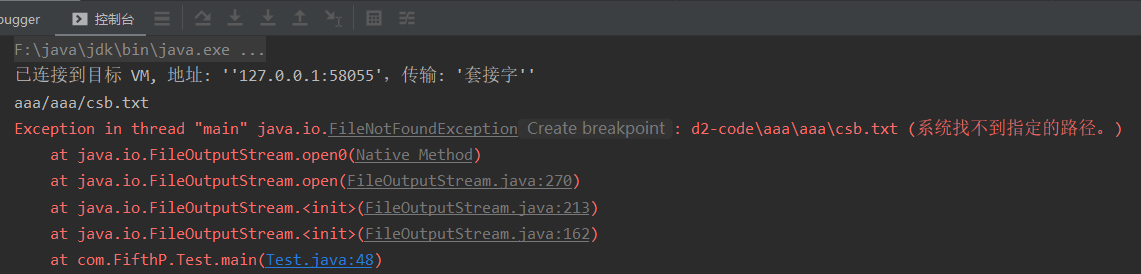 bugger 控制台
F:\java\jdk\bin\java.exe ...
已连接到目标 VM, 地址: ''127.0.0.1:58055'，传输: '套接字''
aaa/aaa/csb.txt
Exception in thread "main" java.io.FileNotFoundException Create breakpoint : d2-code\aaa\aaa\csb.txt (系统找不到指定的路径。)
at java.io.FileOutputStream.open0(Native Method)
at java.io.FileOutputStream.open(FileOutputStream.java:270)
at java.io.FileOutputStream.<init>(FileOutputStream.java:213)
at java.io.FileOutputStream.<init>(FileOutputStream.java:162)
at com.FifthP.Test.main(Test.java:48)